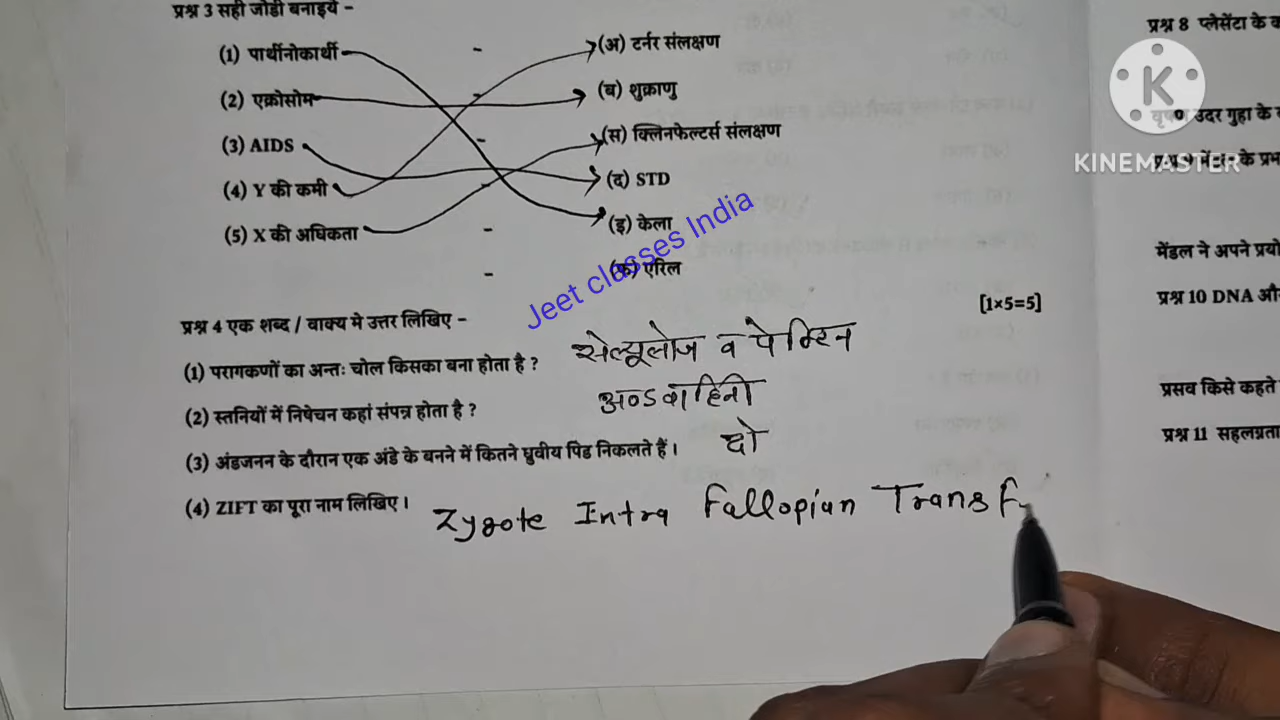 प्रश्न 3 सही जोडी बनाइये -
(1) पार्थीनोकार्थी - (अ) टर्नर संलक्षण
(2) एक्रोसोम - (ब) शुक्राणु
(3) AIDS - (स) क्लिनफेल्टर्स संलक्षण
(4) Y की कमी - (द) STD
(5) X की अधिकता - (इ) केला
- (फ) एरिल
Jeet classes India
प्रश्न 4 एक शब्द / वाक्य मे उत्तर लिखिए - [1×5=5]
(1) परागकणों का अन्तः चोल किसका बना होता है ? सेल्यूलोज व पेक्टिन
(2) स्तनियों में निषेचन कहां संपन्न होता है ? अण्डवाहिनी
(3) अंडजनन के दौरान एक अंडे के बनने में कितने ध्रुवीय पिंड निकलते हैं । दो
(4) ZIFT का पूरा नाम लिखिए । Zygote Intra Fallopian Transf
प्रश्न 8 प्लेसेंटा के
K
KINEMASTER
उदर गुहा के
मेंडल के
मेंडल ने अपने
प्रश्न 10 DNA
प्रसव किसे कहते
प्रश्न 11 सहलग्नता